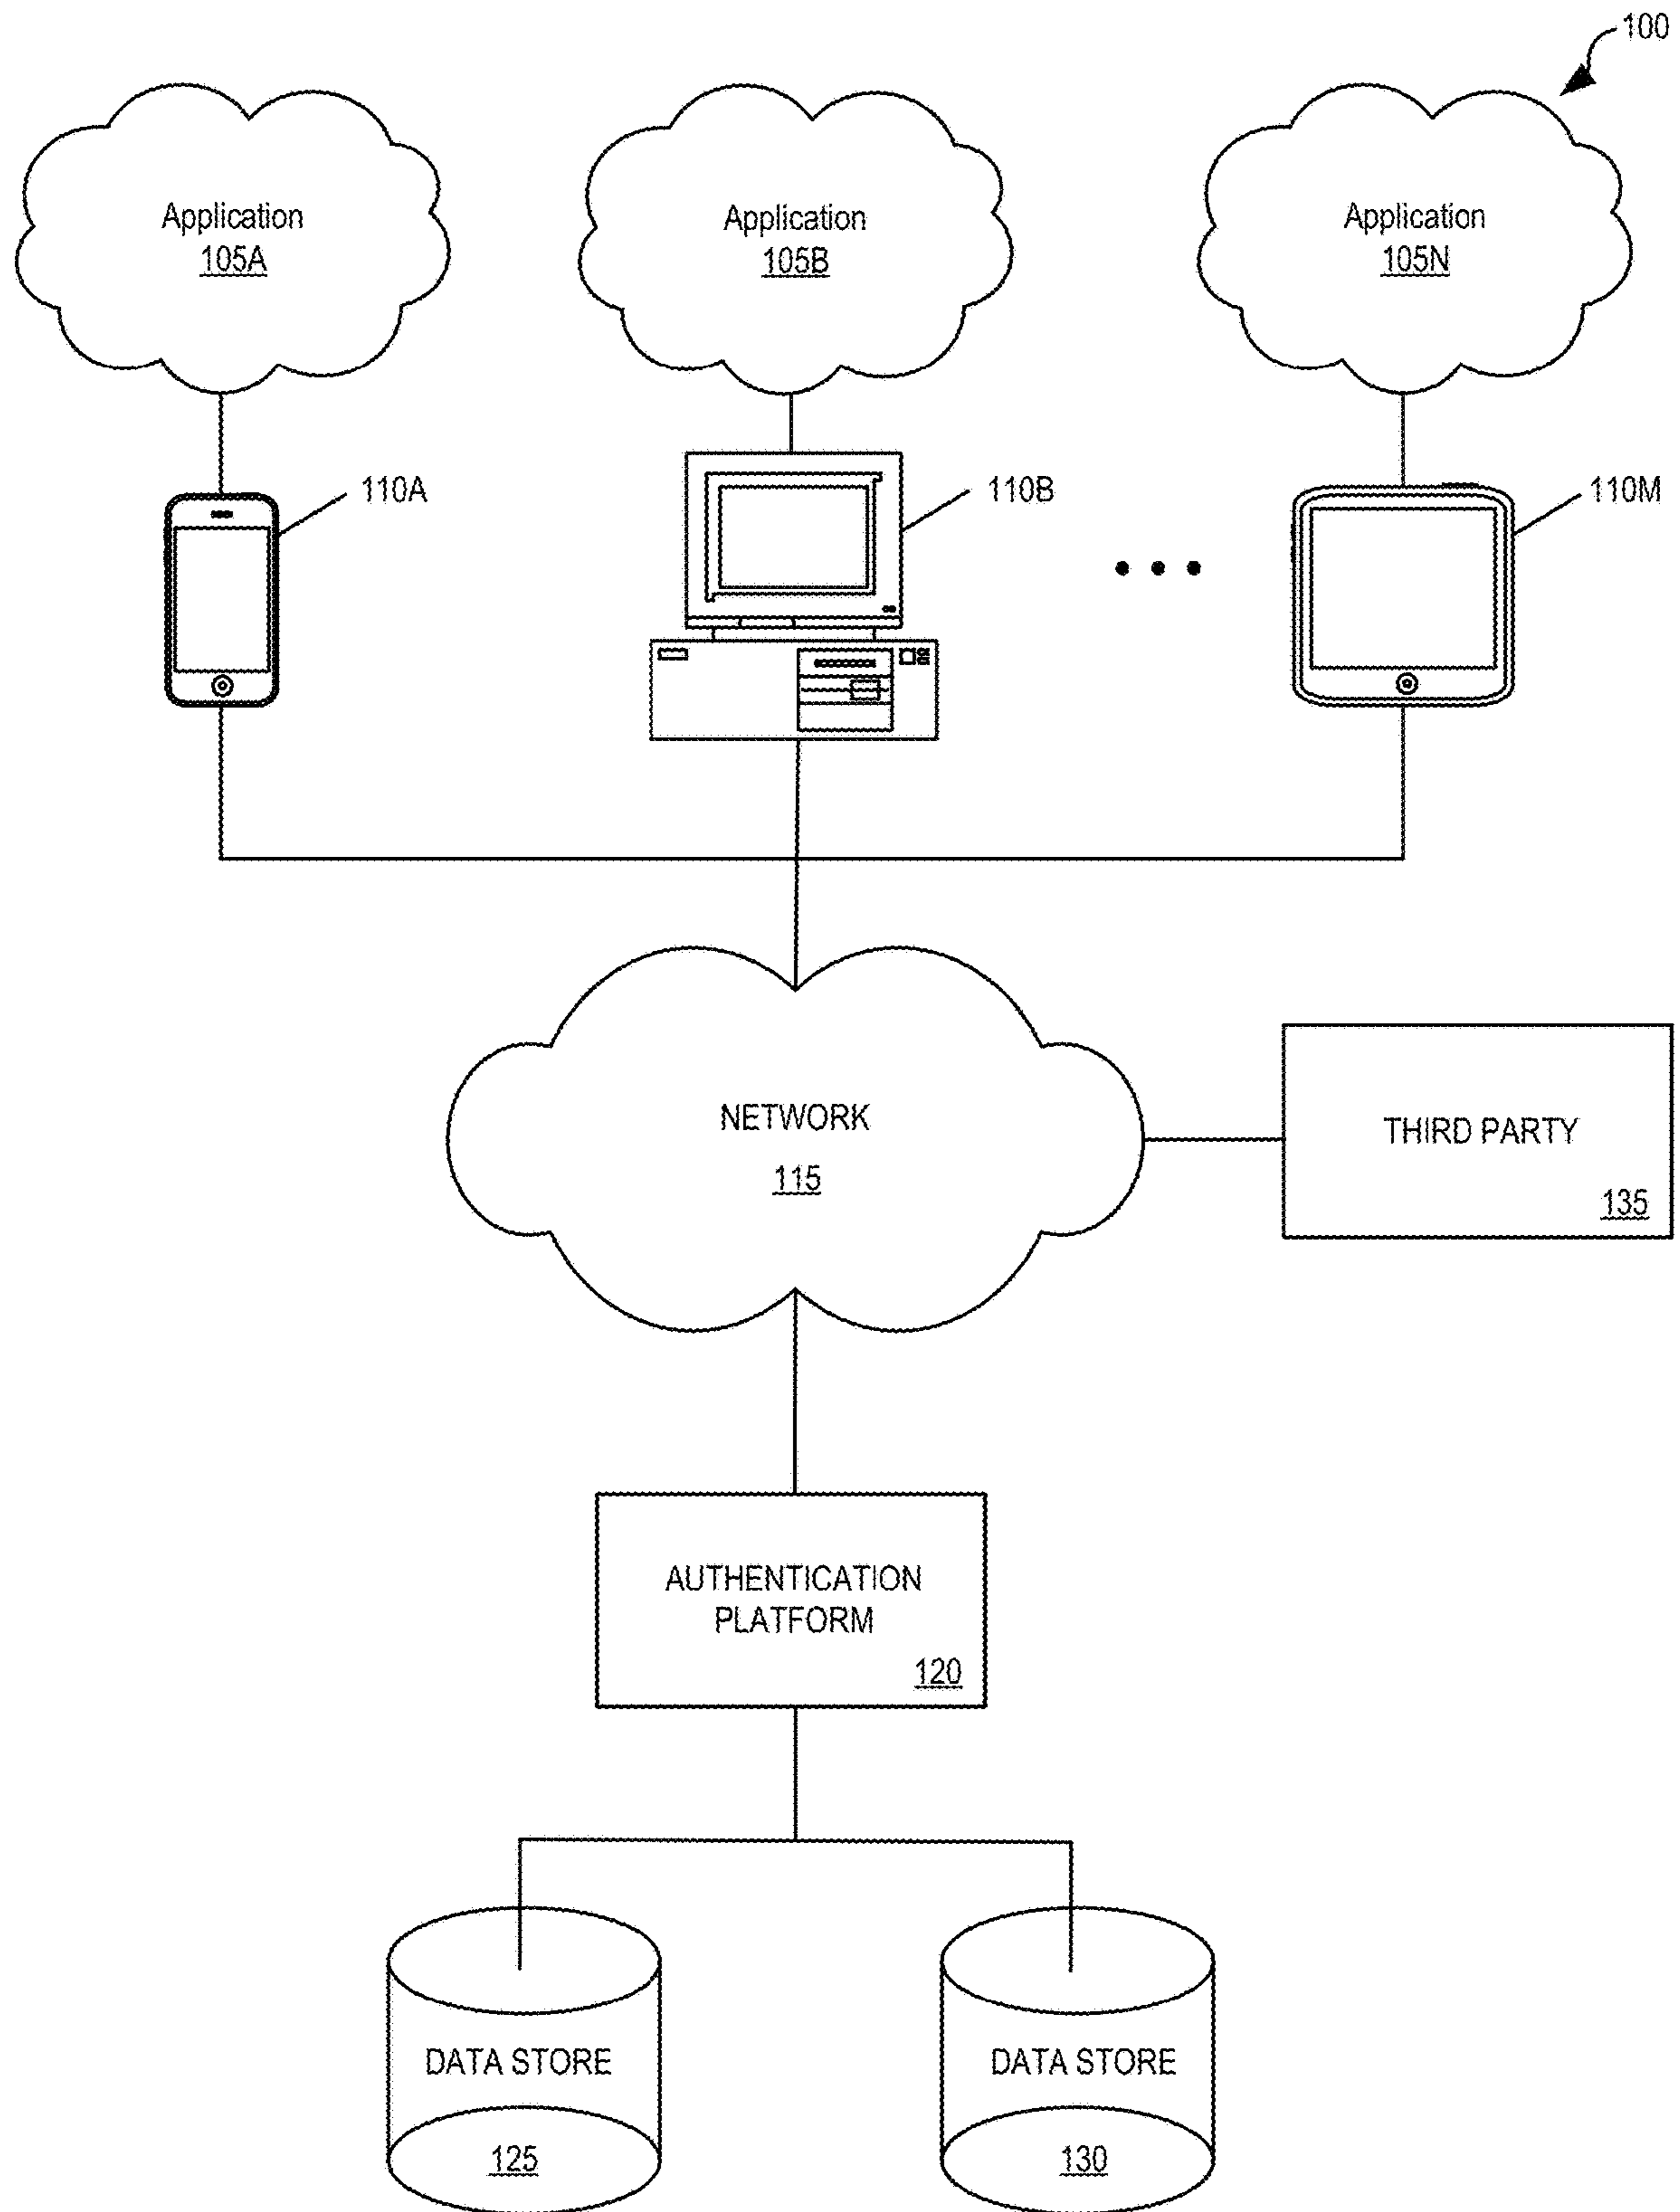 100
Application
105A
Application
105B
Application
105N
110A
110B
110M
NETWORK
115
THIRD PARTY
135
AUTHENTICATION
PLATFORM
120
DATA STORE
125
DATA STORE
130